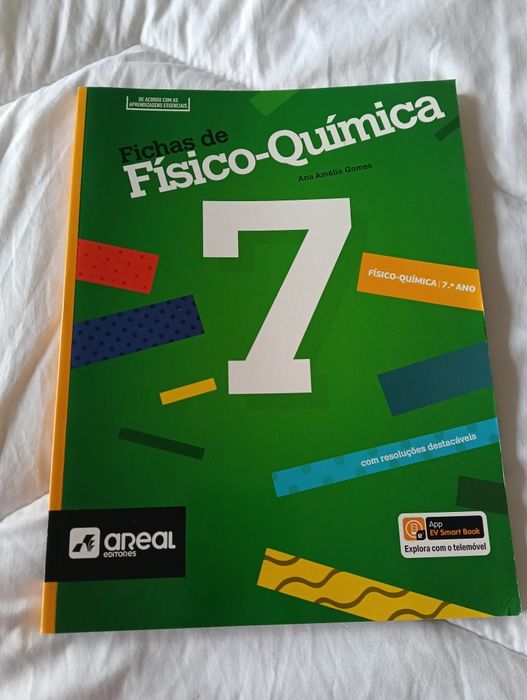 DE ACORDO COM AS
APRENDIZAGENS ESSENCIAIS
Fichas de
Físico-Química
Ana Amélia Gomes
7
FÍSICO-QUÍMICA | 7.º ANO
com resoluções destacáveis
areal
EDITORES
App
EV Smart Book
Explora com o telemóvel